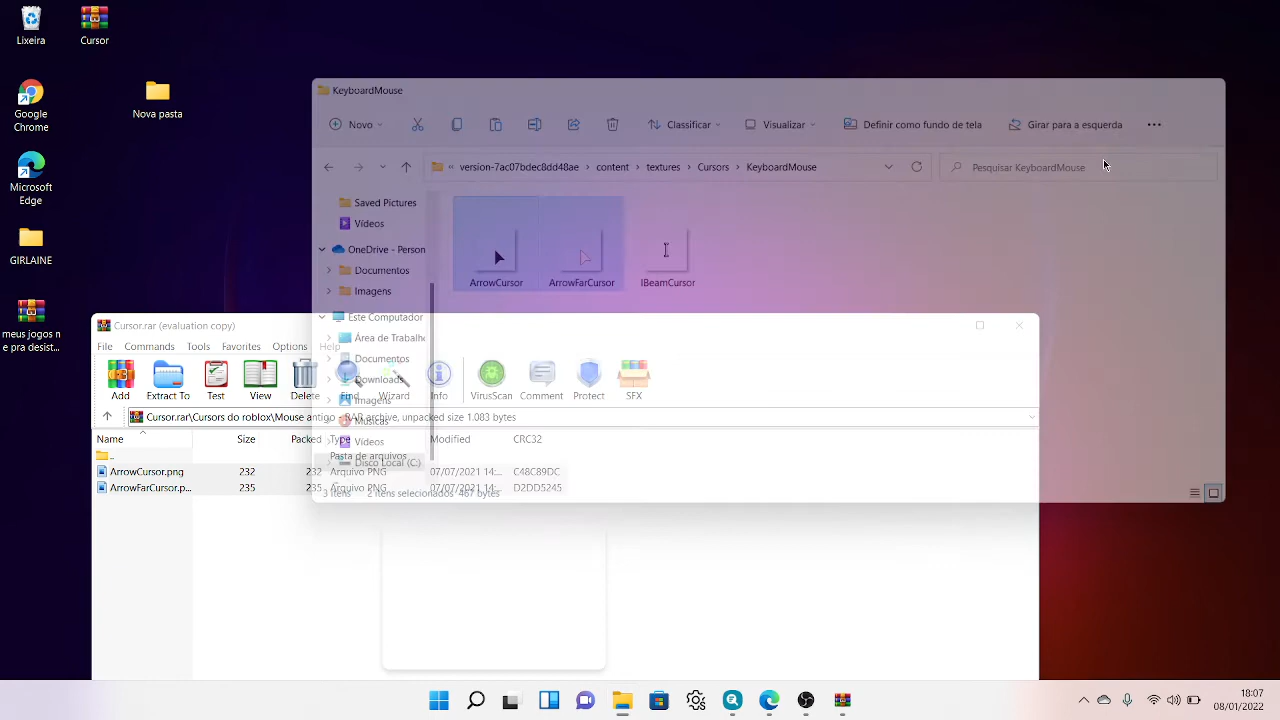 Lixeira
Cursor
Google
Chrome
Nova pasta
Microsoft
Edge
GIRLAINE
meus jogos n
e pra desist...
KeyboardMouse
Novo
Classificar
Visualizar
Definir como fundo de tela
Girar para a esquerda
version-7ac07bdec8dd48ae
content
textures
Cursors
KeyboardMouse
Pesquisar KeyboardMouse
Saved Pictures
Vídeos
OneDrive - Person
Documentos
Imagens
Este Computador
Área de Trabalho
Documentos
Downloads
Imagens
Músicas
Vídeos
Disco Local (C:)
ArrowCursor
ArrowFarCursor
IBeamCursor
3 itens
2 itens selecionados 467 bytes
Cursor.rar (evaluation copy)
File
Commands
Tools
Favorites
Options
Help
Add
Extract To
Test
View
Delete
Find
Wizard
Info
VirusScan
Comment
Protect
SFX
Cursor.rar\Cursors do roblox\Mouse antigo - RAR archive, unpacked size 1.083 bytes
Name
Size
Packed
Type
Modified
CRC32
..
Pasta de arquivos
ArrowCursor.png
232
232
Arquivo PNG
07/07/2021 14:...
C48C89DC
ArrowFarCursor.p...
235
235
Arquivo PNG
07/07/2021 14:...
D2DD5245
18:07
08/01/2022